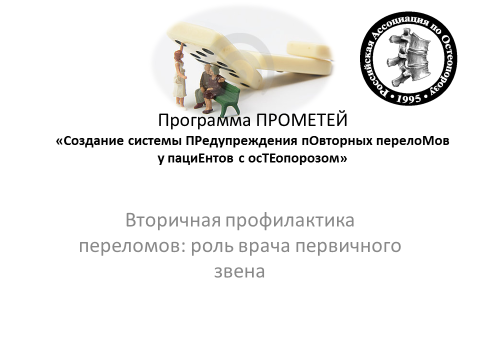 Российская Ассоциация по Остеопорозу
• 1995 •
Программа ПРОМЕТЕЙ
«Создание системы ПРедупреждения пОвторных перелоМов
у пациЕнтов с осТЕопорозом»
Вторичная профилактика
переломов: роль врача первичного
звена